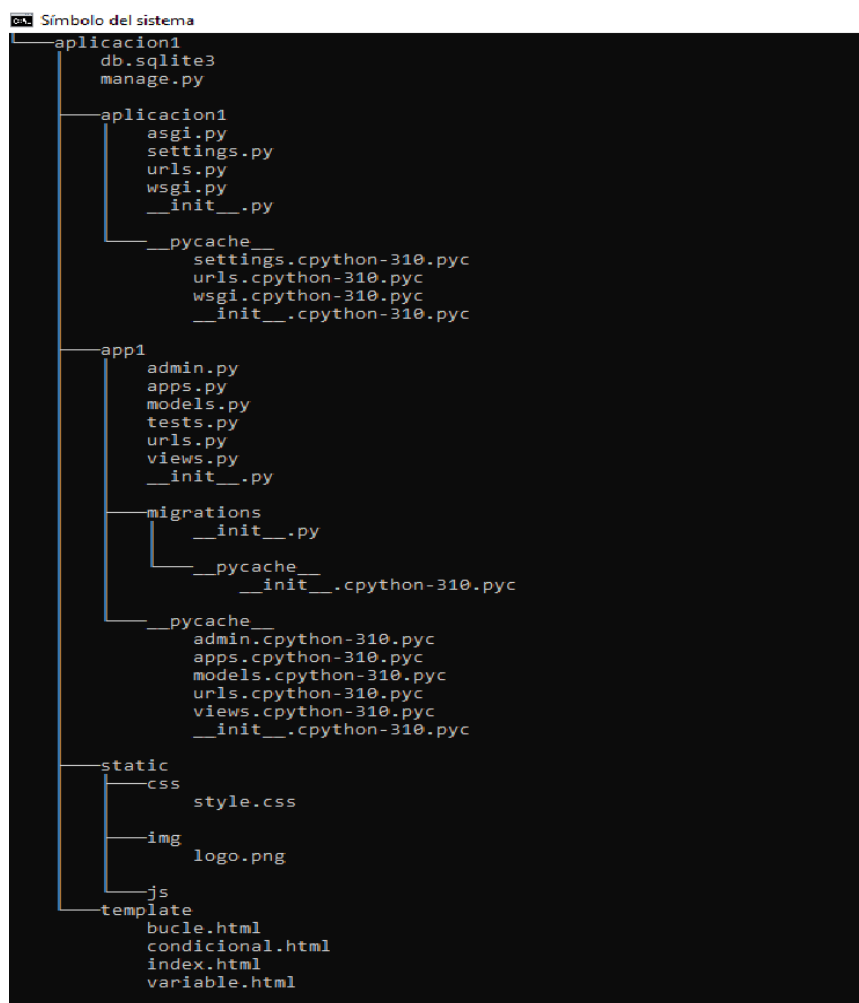 Símbolo del sistema
aplicacion1
db.sqlite3
manage.py
aplicacion1
asgi.py
settings.py
urls.py
wsgi.py
__init__.py
__pycache__
settings.cpython-310.pyc
urls.cpython-310.pyc
wsgi.cpython-310.pyc
__init__.cpython-310.pyc
app1
admin.py
apps.py
models.py
tests.py
urls.py
views.py
__init__.py
migrations
__init__.py
__pycache__
__init__.cpython-310.pyc
__pycache__
admin.cpython-310.pyc
apps.cpython-310.pyc
models.cpython-310.pyc
urls.cpython-310.pyc
views.cpython-310.pyc
__init__.cpython-310.pyc
static
css
style.css
img
logo.png
js
template
bucle.html
condicional.html
index.html
variable.html